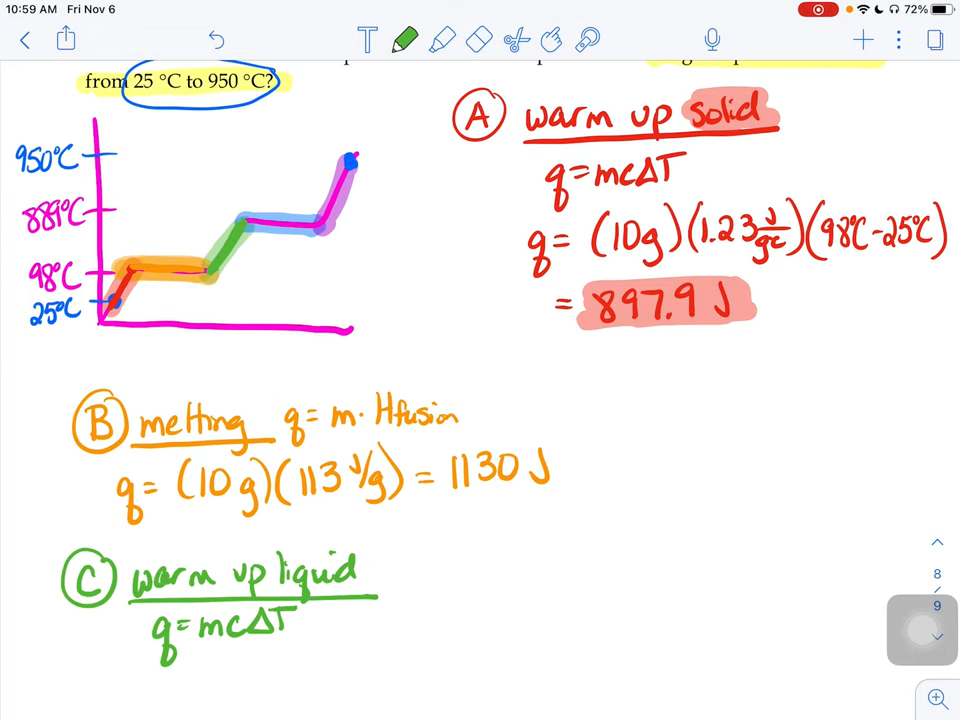 10:59 AM Fri Nov 6
72%
from 25 °C to 950 °C?
950°C
889°C
98°C
25°C
A warm up solid
q=mcΔT
q= (10g)(1.23 J/g°C)(98°C-25°C)
= 897.9 J
B melting q= m·Hfusion
q= (10g)(113 J/g) = 1130 J
C warm up liquid
q=mcΔT
8
/
9